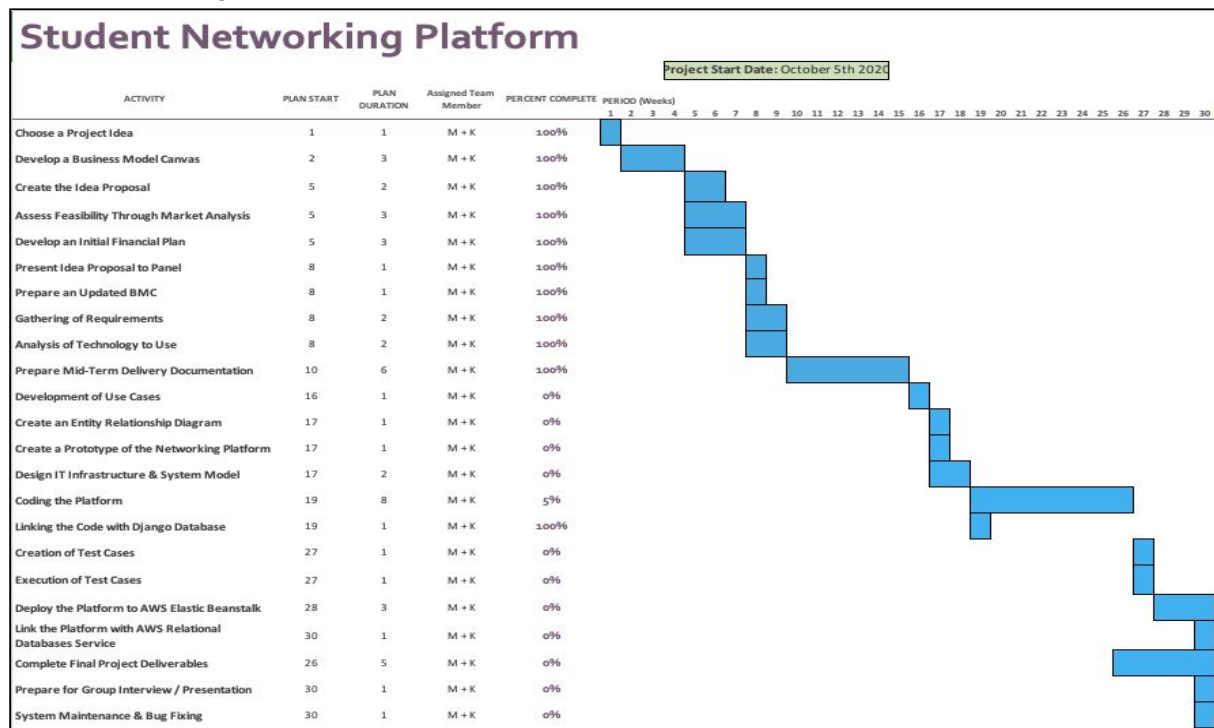 Student Networking Platform
Project Start Date: October 5th 2020
ACTIVITY PLAN START PLAN DURATION Assigned Team Member PERCENT COMPLETE PERIOD (Weeks)
1 2 3 4 5 6 7 8 9 10 11 12 13 14 15 16 17 18 19 20 21 22 23 24 25 26 27 28 29 30
Choose a Project Idea 1 1 M + K 100%
Develop a Business Model Canvas 2 3 M + K 100%
Create the Idea Proposal 5 2 M + K 100%
Assess Feasibility Through Market Analysis 5 3 M + K 100%
Develop an Initial Financial Plan 5 3 M + K 100%
Present Idea Proposal to Panel 8 1 M + K 100%
Prepare an Updated BMC 8 1 M + K 100%
Gathering of Requirements 8 2 M + K 100%
Analysis of Technology to Use 8 2 M + K 100%
Prepare Mid-Term Delivery Documentation 10 6 M + K 100%
Development of Use Cases 16 1 M + K 0%
Create an Entity Relationship Diagram 17 1 M + K 0%
Create a Prototype of the Networking Platform 17 1 M + K 0%
Design IT Infrastructure & System Model 17 2 M + K 0%
Coding the Platform 19 8 M + K 5%
Linking the Code with Django Database 19 1 M + K 100%
Creation of Test Cases 27 1 M + K 0%
Execution of Test Cases 27 1 M + K 0%
Deploy the Platform to AWS Elastic Beanstalk 28 3 M + K 0%
Link the Platform with AWS Relational
Databases Service 30 1 M + K 0%
Complete Final Project Deliverables 26 5 M + K 0%
Prepare for Group Interview / Presentation 30 1 M + K 0%
System Maintenance & Bug Fixing 30 1 M + K 0%